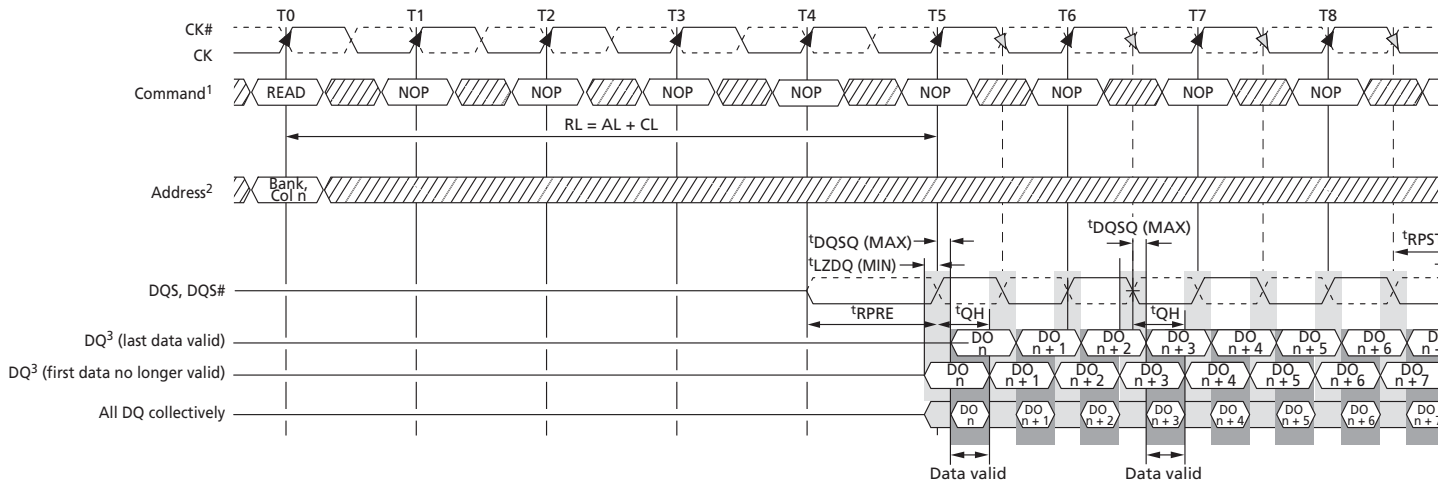 T0 T1 T2 T3 T4 T5 T6 T7 T8
CK#
CK
Command1 READ NOP NOP NOP NOP NOP NOP NOP NOP
RL = AL + CL
Address2 Bank, Col n
tDQSQ (MAX) tDQSQ (MAX)
tLZDQ (MIN) tRPST
DQS, DQS#
tRPRE tQH tQH
DQ3 (last data valid) DO n DO n + 1 DO n + 2 DO n + 3 DO n + 4 DO n + 5 DO n + 6
DQ3 (first data no longer valid) DO n DO n + 1 DO n + 2 DO n + 3 DO n + 4 DO n + 5 DO n + 6 DO n + 7
All DQ collectively DO n DO n + 1 DO n + 2 DO n + 3 DO n + 4 DO n + 5 DO n + 6 DO n + 7
Data valid Data valid